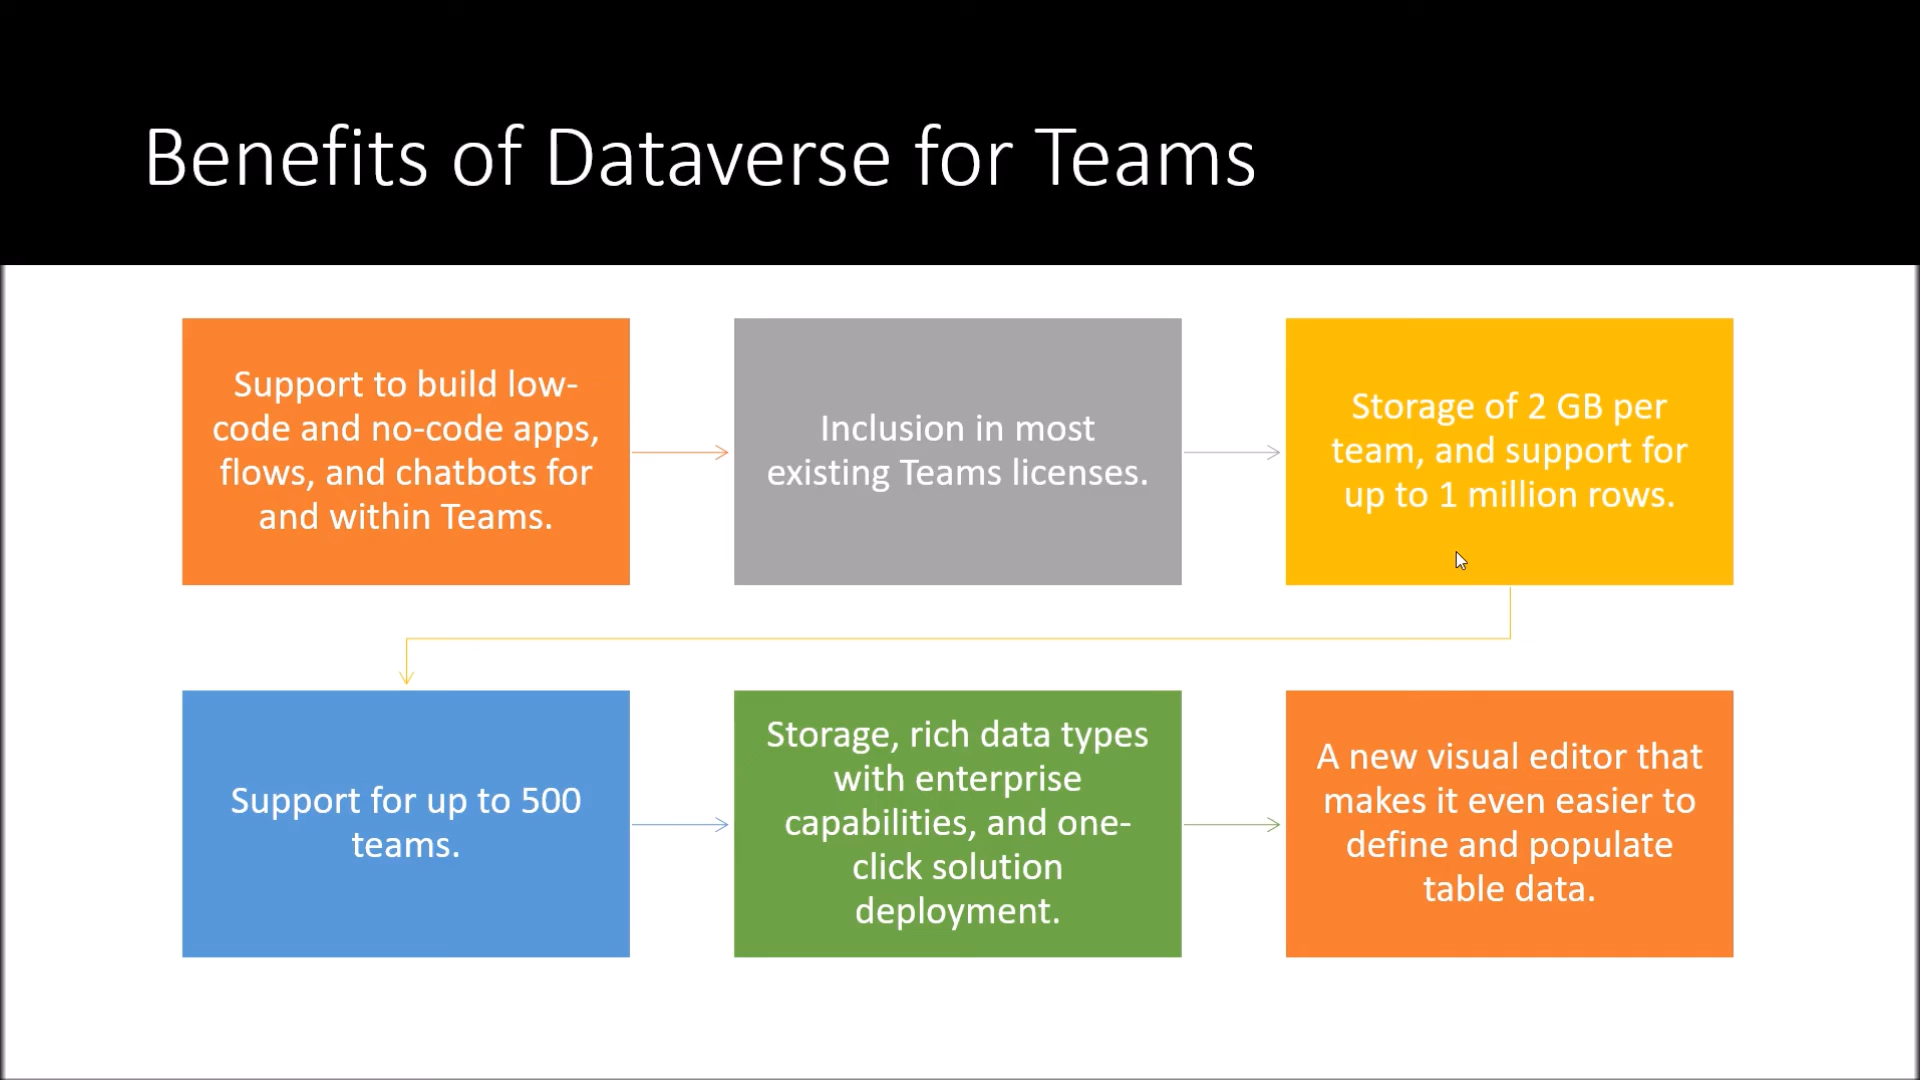 Benefits of Dataverse for Teams
Support to build low-
code and no-code apps,
flows, and chatbots for
and within Teams.
Inclusion in most
existing Teams licenses.
Storage of 2 GB per
team, and support for
up to 1 million rows.
Support for up to 500
teams.
Storage, rich data types
with enterprise
capabilities, and one-
click solution
deployment.
A new visual editor that
makes it even easier to
define and populate
table data.